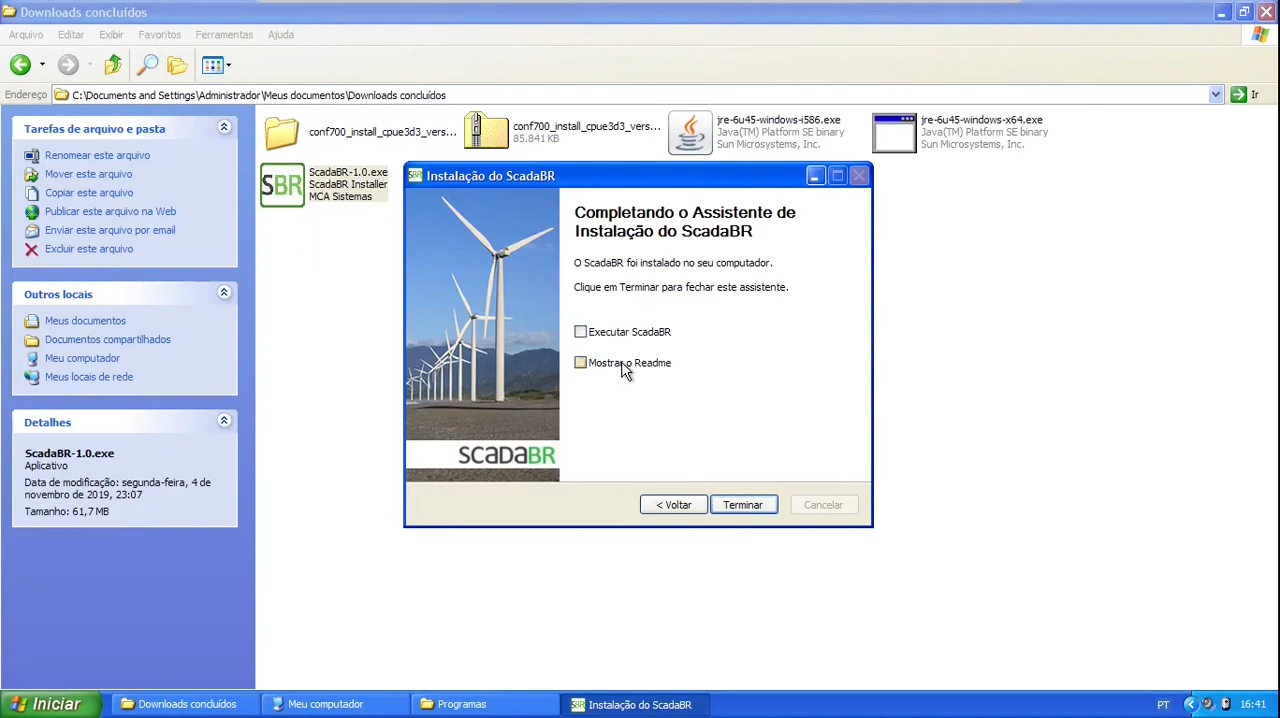 Downloads concluídos
Arquivo Editar Exibir Favoritos Ferramentas Ajuda
Endereço C:\Documents and Settings\Administrador\Meus documentos\Downloads concluídos Ir
Tarefas de arquivo e pasta
Renomear este arquivo
Mover este arquivo
Copiar este arquivo
Publicar este arquivo na Web
Enviar este arquivo por email
Excluir este arquivo
Outros locais
Meus documentos
Documentos compartilhados
Meu computador
Meus locais de rede
Detalhes
ScadaBR-1.0.exe
Aplicativo
Data de modificação: segunda-feira, 4 de
novembro de 2019, 23:07
Tamanho: 61,7 MB
conf700_install_cpue3d3_vers...
conf700_install_cpue3d3_vers...
85.841 KB
jre-6u45-windows-i586.exe
Java(TM) Platform SE binary
Sun Microsystems, Inc.
jre-6u45-windows-x64.exe
Java(TM) Platform SE binary
Sun Microsystems, Inc.
SBR
ScadaBR-1.0.exe
ScadaBR Installer
MCA Sistemas
SBR Instalação do ScadaBR
Completando o Assistente de
Instalação do ScadaBR
O ScadaBR foi instalado no seu computador.
Clique em Terminar para fechar este assistente.
Executar ScadaBR
Mostrar o Readme
SCADABR
< Voltar Terminar Cancelar
Iniciar Downloads concluídos Meu computador Programas SBR Instalação do ScadaBR PT 16:41